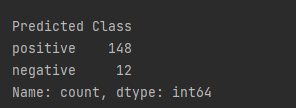 Predicted Class
positive    148
negative     12
Name: count, dtype: int64